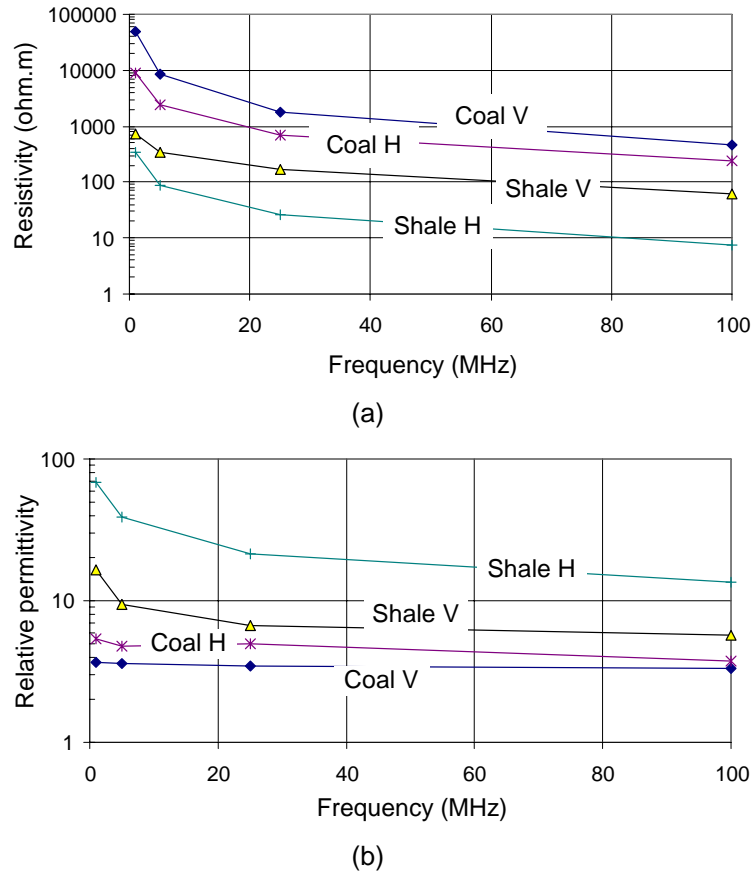 100000
10000
1000
100
10
1
Resistivity (ohm.m)
Coal V
Coal H
Shale V
Shale H
0 20 40 60 80 100
Frequency (MHz)
(a)
100
10
1
Relative permittivity
Shale H
Shale V
Coal H
Coal V
0 20 40 60 80 100
Frequency (MHz)
(b)